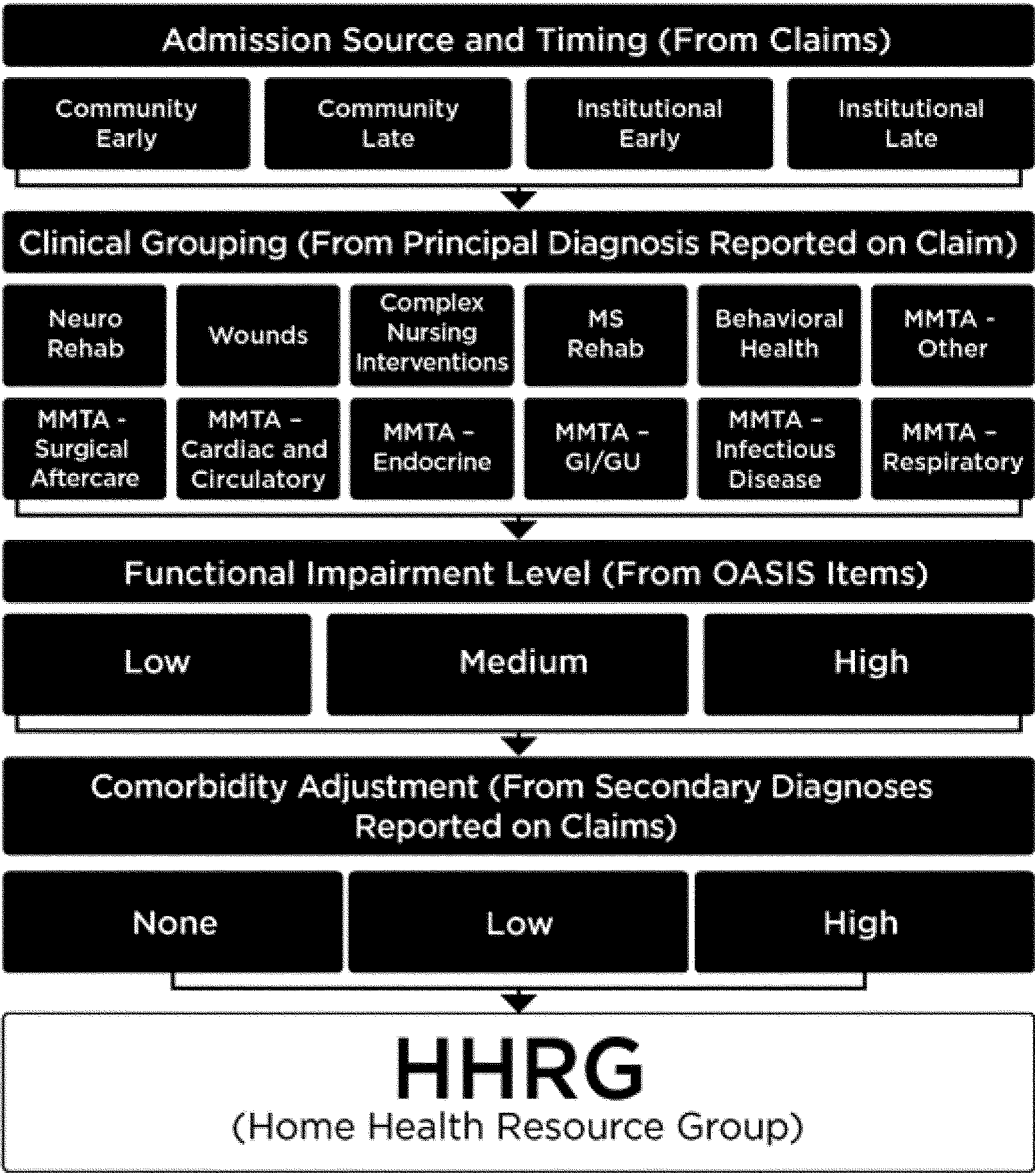 Admission Source and Timing (From Claims)
Community
Early
Community
Late
Institutional
Early
Institutional
Late
Clinical Grouping (From Principal Diagnosis Reported on Claim)
Neuro
Rehab
Wounds
Complex
Nursing
Interventions
MS
Rehab
Behavioral
Health
MMTA -
Other
MMTA -
Surgical
Aftercare
MMTA –
Cardiac and
Circulatory
MMTA –
Endocrine
MMTA –
GI/GU
MMTA –
Infectious
Disease
MMTA –
Respiratory
Functional Impairment Level (From OASIS Items)
Low
Medium
High
Comorbidity Adjustment (From Secondary Diagnoses
Reported on Claims)
None
Low
High
HHRG
(Home Health Resource Group)